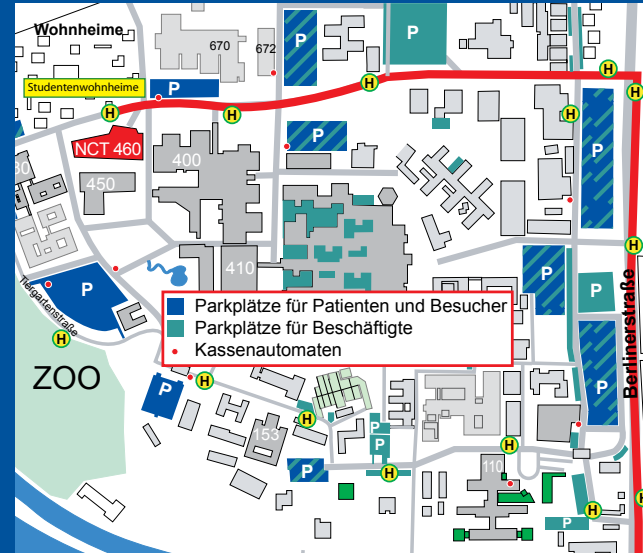 Wohnheime
670
672
P
P
Studentenwohnheime
P
H
H
H
H
H
H
P
P
NCT 460
400
450
30
410
H
P
P
P
Tiergartenstraße
H
Parkplätze für Patienten und Besucher
Parkplätze für Beschäftigte
Kassenautomaten
Berlinerstraße
ZOO
P
H
P
H
153
P
P
P
H
H
110
H
H
P